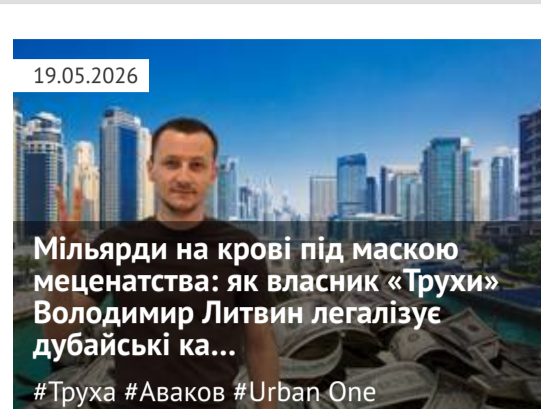 19.05.2026
Мільярди на крові під маскою
меценатства: як власник «Трухи»
Володимир Литвин легалізує
дубайські ка...
#Труха #Аваков #Urban One